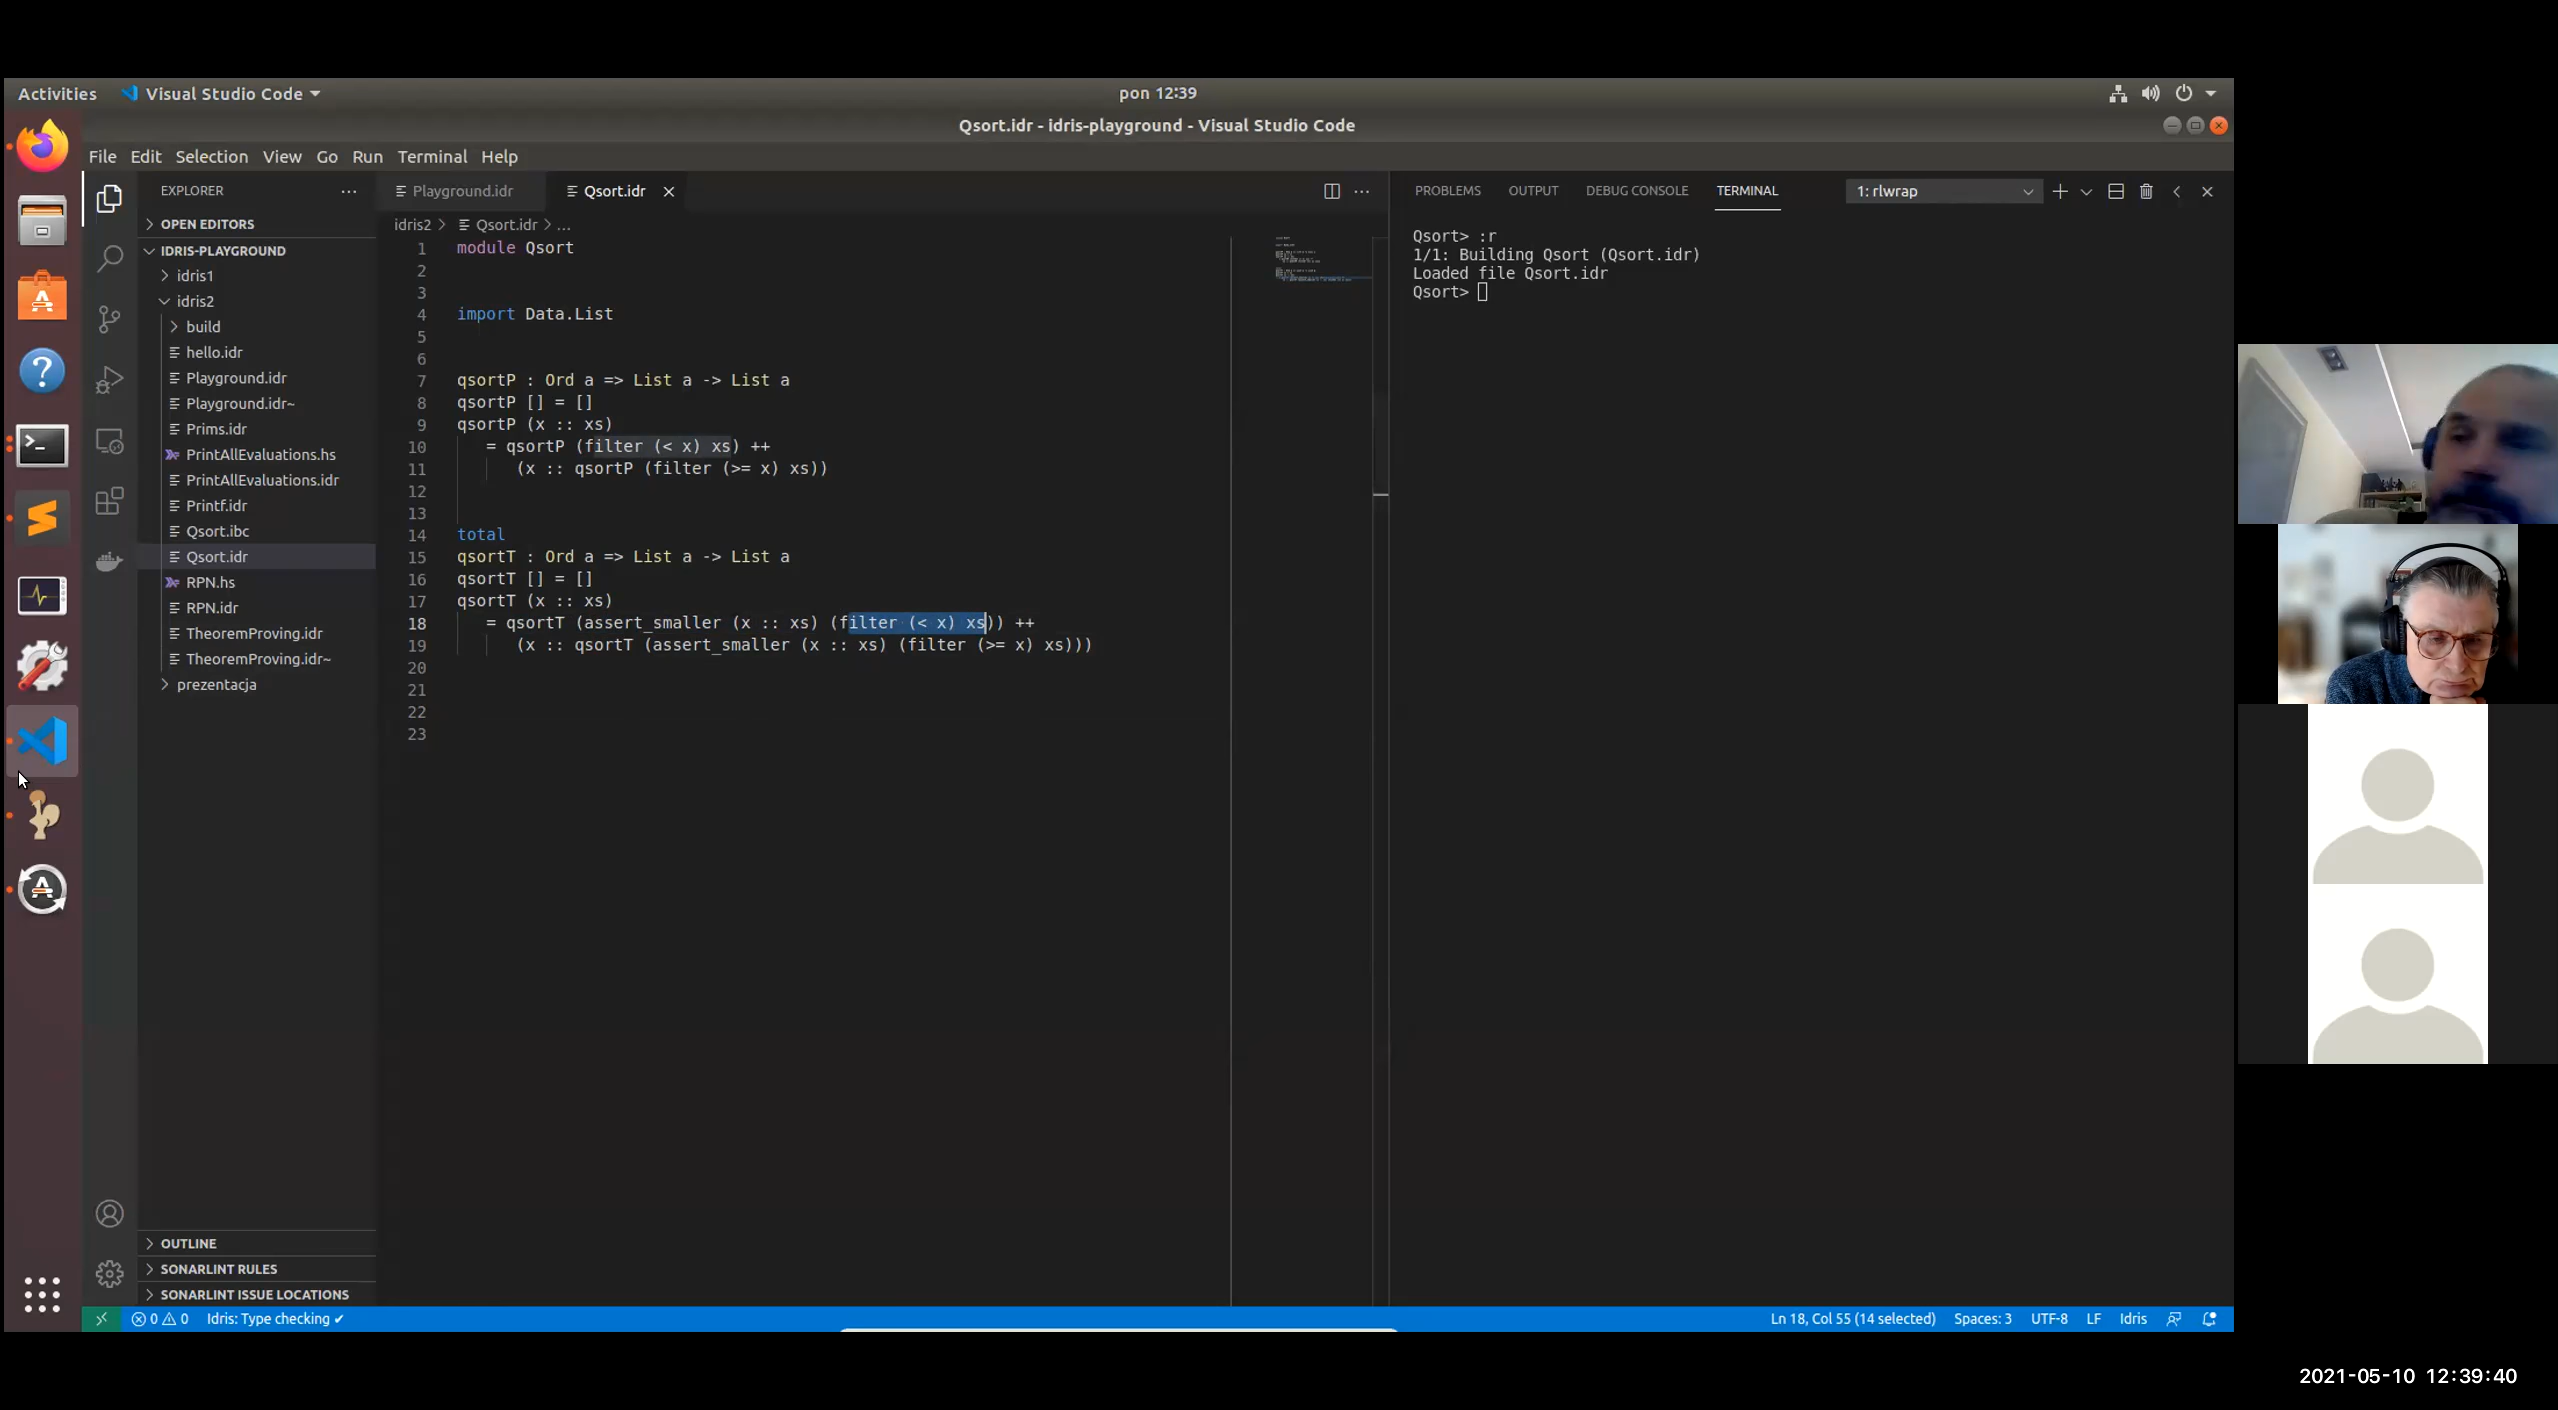 Activities
Visual Studio Code
pon 12:39
Qsort.idr - idris-playground - Visual Studio Code
File Edit Selection View Go Run Terminal Help
EXPLORER
OPEN EDITORS
IDRIS-PLAYGROUND
idris1
idris2
build
hello.idr
Playground.idr
Playground.idr~
Prims.idr
PrintAllEvaluations.hs
PrintAllEvaluations.idr
Printf.idr
Qsort.ibc
Qsort.idr
RPN.hs
RPN.idr
TheoremProving.idr
TheoremProving.idr~
prezentacja
OUTLINE
SONARLINT RULES
SONARLINT ISSUE LOCATIONS
Playground.idr
Qsort.idr
idris2 > Qsort.idr > ...
1 module Qsort
2
3
4 import Data.List
5
6
7 qsortP : Ord a => List a -> List a
8 qsortP [] = []
9 qsortP (x :: xs)
10 = qsortP (filter (< x) xs) ++
11 (x :: qsortP (filter (>= x) xs))
12
13
14 total
15 qsortT : Ord a => List a -> List a
16 qsortT [] = []
17 qsortT (x :: xs)
18 = qsortT (assert_smaller (x :: xs) (filter (< x) xs)) ++
19 (x :: qsortT (assert_smaller (x :: xs) (filter (>= x) xs)))
20
21
22
23
PROBLEMS OUTPUT DEBUG CONSOLE TERMINAL
1: rlwrap
Qsort> :r
1/1: Building Qsort (Qsort.idr)
Loaded file Qsort.idr
Qsort>
0 0 Idris: Type checking ✔
Ln 18, Col 55 (14 selected) Spaces: 3 UTF-8 LF Idris
2021-05-10 12:39:40